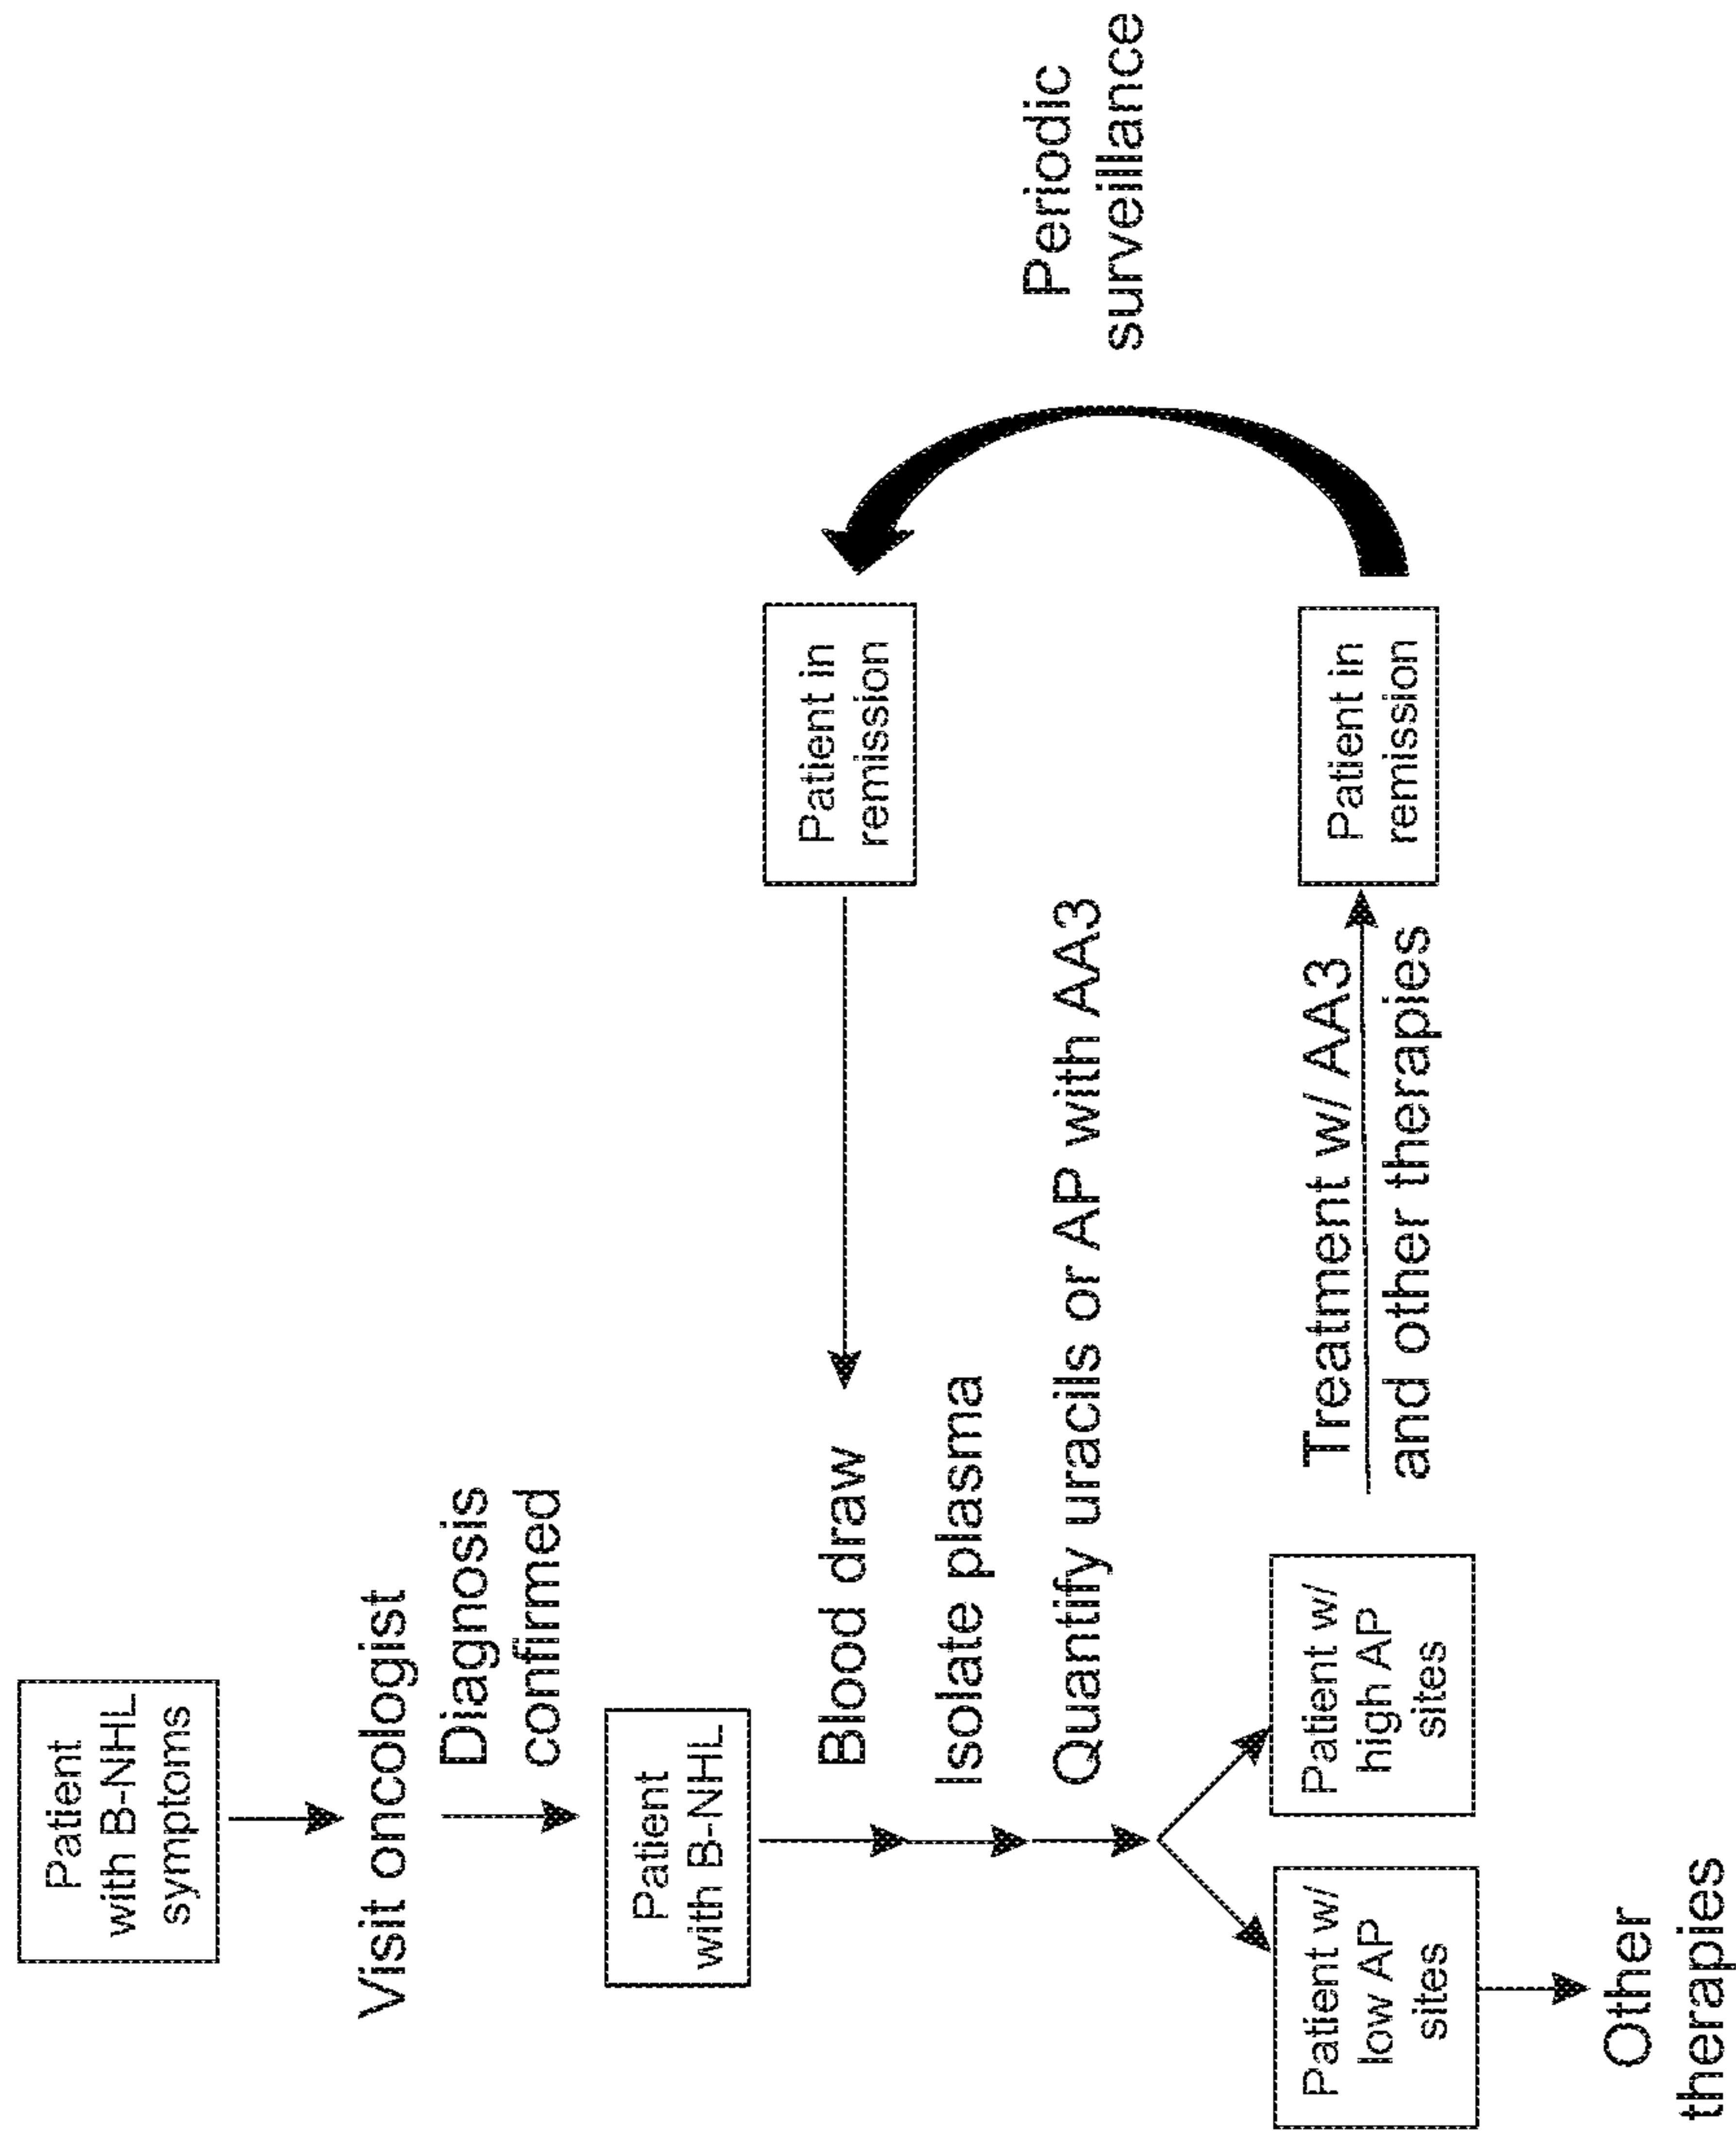 Patient
with B-NHL
symptoms
Visit oncologist
Diagnosis
confirmed
Patient
with B-NHL
Blood draw
Isolate plasma
Quantify uracils or AP with AA3
Patient w/
low AP
sites
Other
therapies
Patient w/
high AP
sites
Treatment w/ AA3
and other therapies
Patient in
remission
Periodic
surveillance
Patient in
remission